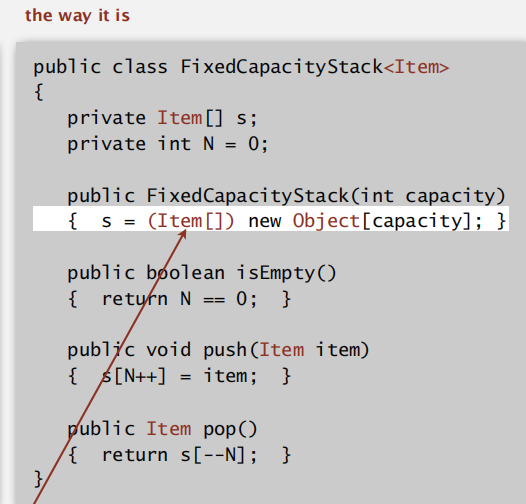 the way it is
public class FixedCapacityStack<Item>
{
private Item[] s;
private int N = 0;
public FixedCapacityStack(int capacity)
{ s = (Item[]) new Object[capacity]; }
public boolean isEmpty()
{ return N == 0; }
public void push(Item item)
{ s[N++] = item; }
public Item pop()
{ return s[--N]; }
}